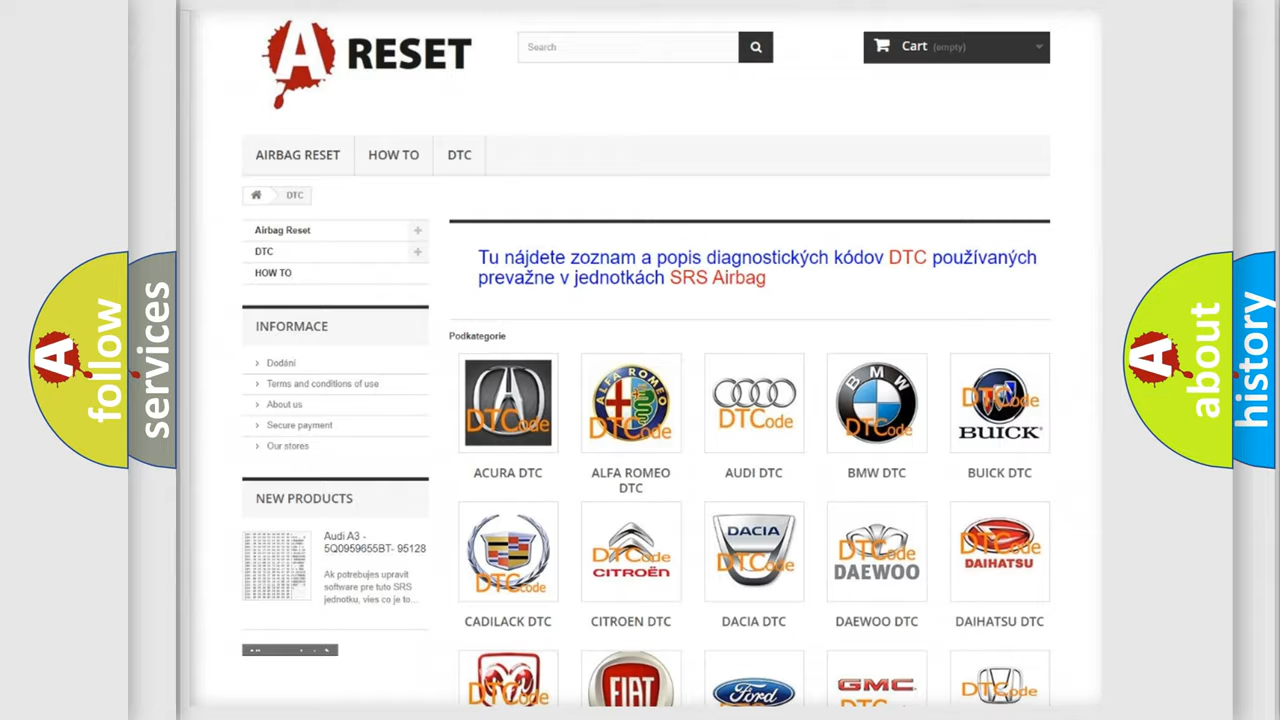 A RESET
Search
Cart (empty)
AIRBAG RESET
HOW TO
DTC
DTC
Airbag Reset
DTC
HOW TO
INFORMACE
Dodání
Terms and conditions of use
About us
Secure payment
Our stores
NEW PRODUCTS
Audi A3 -
5Q0959655BT- 95128
Ak potrebujes upravit
software pre tuto SRS
jednotku, vies co je to...
Tu nájdete zoznam a popis diagnostických kódov DTC používaných
prevažne v jednotkách SRS Airbag
Podkategorie
DTCode
ALFA ROMEO
DTCode
DTCode
BMW
DTCode
DTCode
BUICK
ACURA DTC
ALFA ROMEO
DTC
AUDI DTC
BMW DTC
BUICK DTC
DTCode
DTCode
CITROËN
DACIA
DTCode
DTCode
DAEWOO
DTCode
DAIHATSU
CADILACK DTC
CITROEN DTC
DACIA DTC
DAEWOO DTC
DAIHATSU DTC
DTCode
FIAT
Ford
GMC
DTCode
A follow
services
A about
history